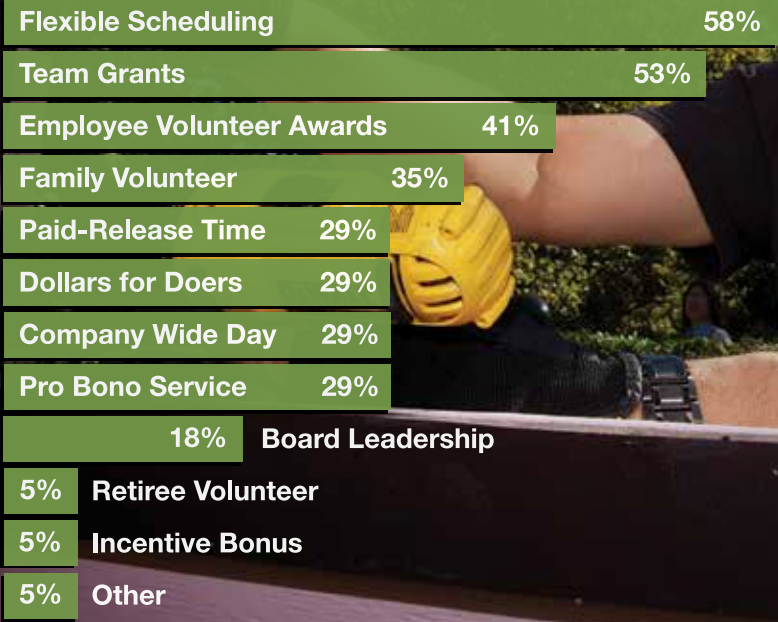 Flexible Scheduling 58%
Team Grants 53%
Employee Volunteer Awards 41%
Family Volunteer 35%
Paid-Release Time 29%
Dollars for Doers 29%
Company Wide Day 29%
Pro Bono Service 29%
18% Board Leadership
5% Retiree Volunteer
5% Incentive Bonus
5% Other